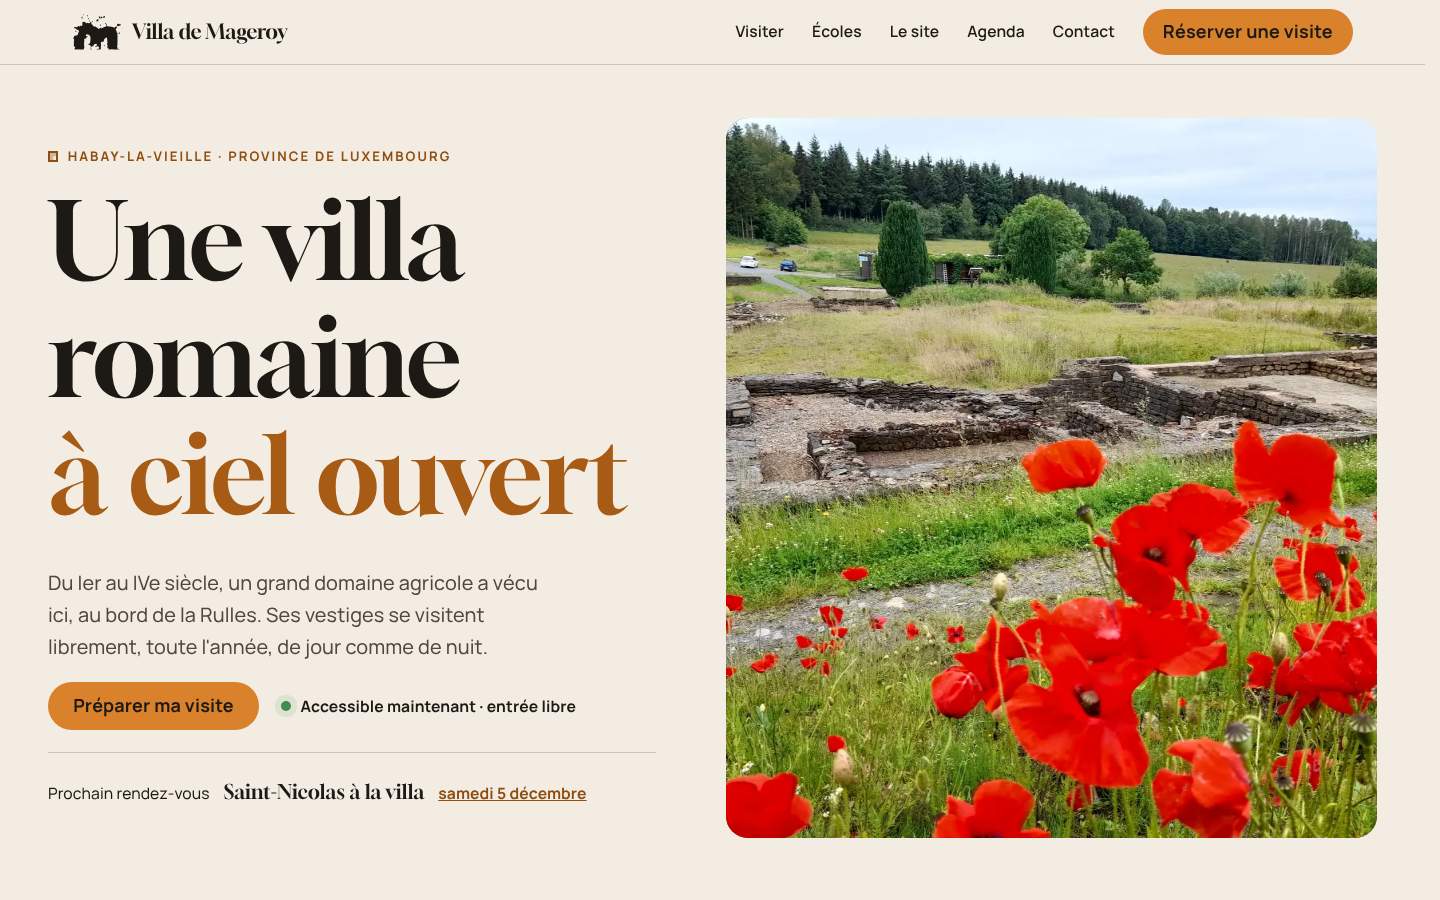 Villa de Mageroy
Visiter
Écoles
Le site
Agenda
Contact
Réserver une visite
HABAY-LA-VIEILLE · PROVINCE DE LUXEMBOURG
Une villa
romaine
à ciel ouvert
Du Ier au IVe siècle, un grand domaine agricole a vécu
ici, au bord de la Rulles. Ses vestiges se visitent
librement, toute l'année, de jour comme de nuit.
Préparer ma visite
Accessible maintenant · entrée libre
Prochain rendez-vous Saint-Nicolas à la villa samedi 5 décembre